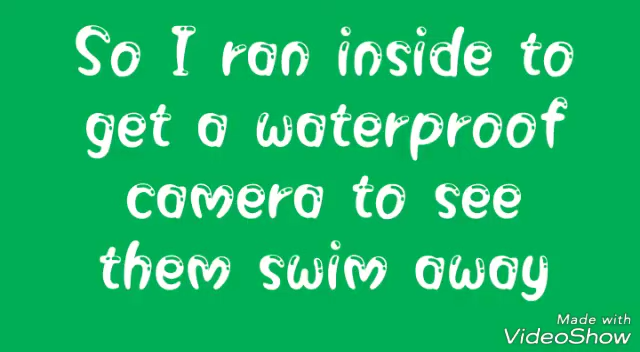 So I ran inside to
get a waterproof
camera to see
them swim away
Made with
VideoShow